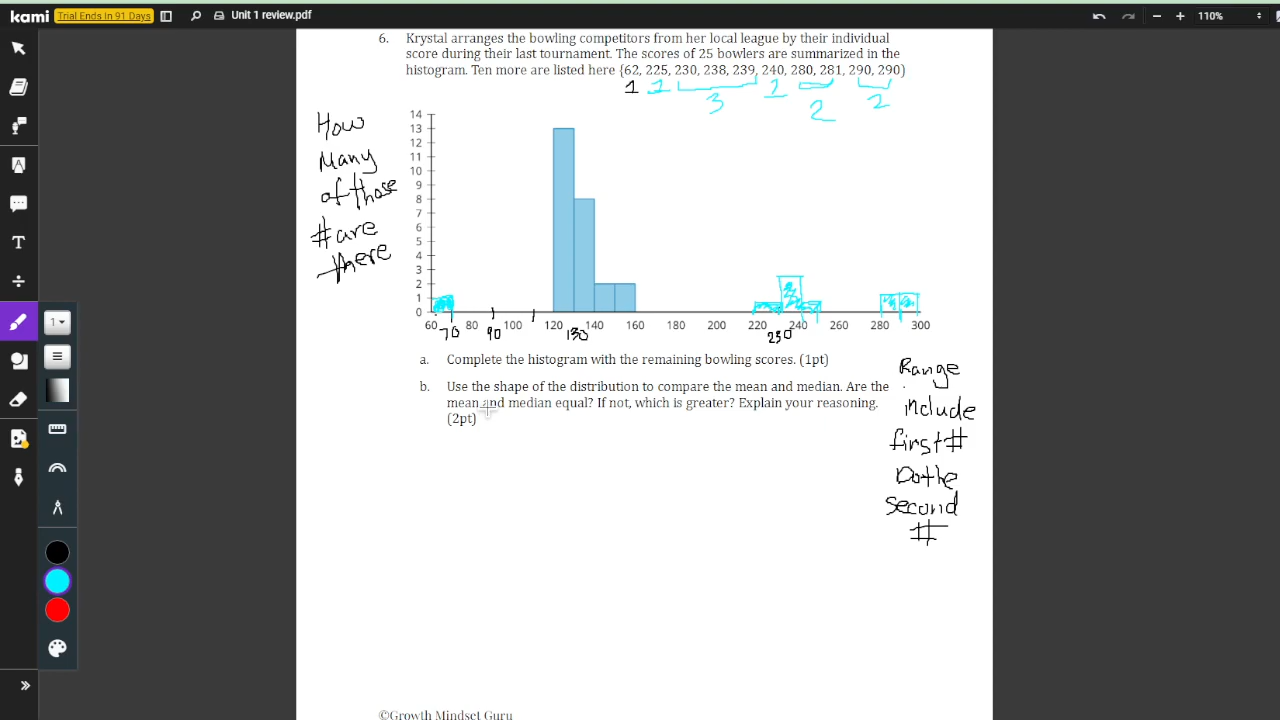 kami
Trial Ends In 91 Days
Unit 1 review.pdf
110%
6. Krystal arranges the bowling competitors from her local league by their individual
score during their last tournament. The scores of 25 bowlers are summarized in the
histogram. Ten more are listed here {62, 225, 230, 238, 239, 240, 280, 281, 290, 290}
1 1 3 1 2 2
How
Many
of those
# are
there
14
13
12
11
10
9
8
7
6
5
4
3
2
1
0
60 80 100 120 140 160 180 200 220 240 260 280 300
70 90 130 230
a. Complete the histogram with the remaining bowling scores. (1pt)
b. Use the shape of the distribution to compare the mean and median. Are the
mean and median equal? If not, which is greater? Explain your reasoning.
(2pt)
Range
include
first #
second
#
1
©Growth Mindset Guru